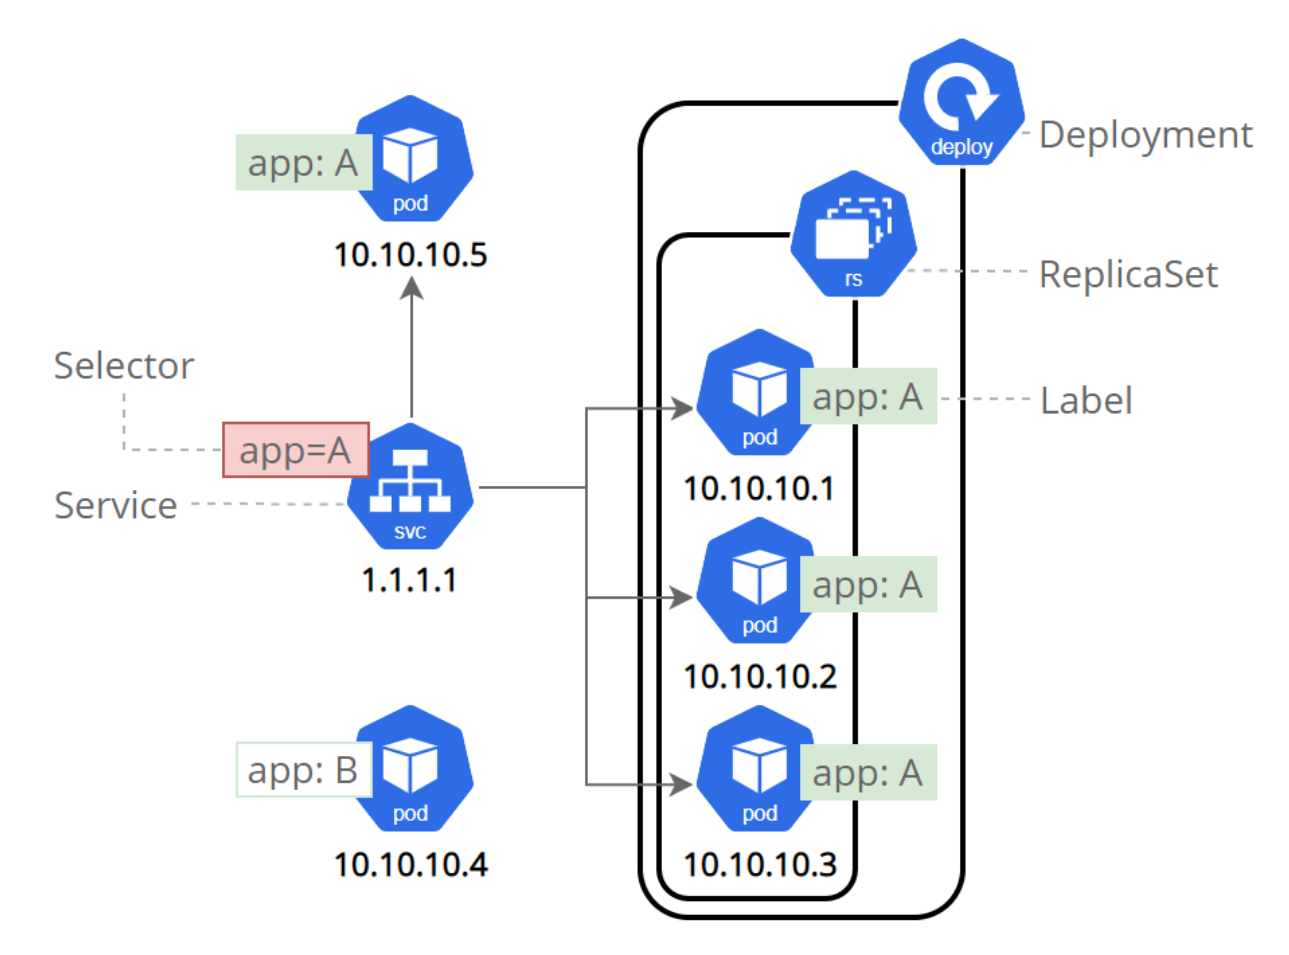 deploy
Deployment
app: A
pod
10.10.10.5
rs
ReplicaSet
Selector
app=A
Service
svc
1.1.1.1
app: A
Label
pod
10.10.10.1
app: A
pod
10.10.10.2
app: B
pod
10.10.10.4
app: A
pod
10.10.10.3